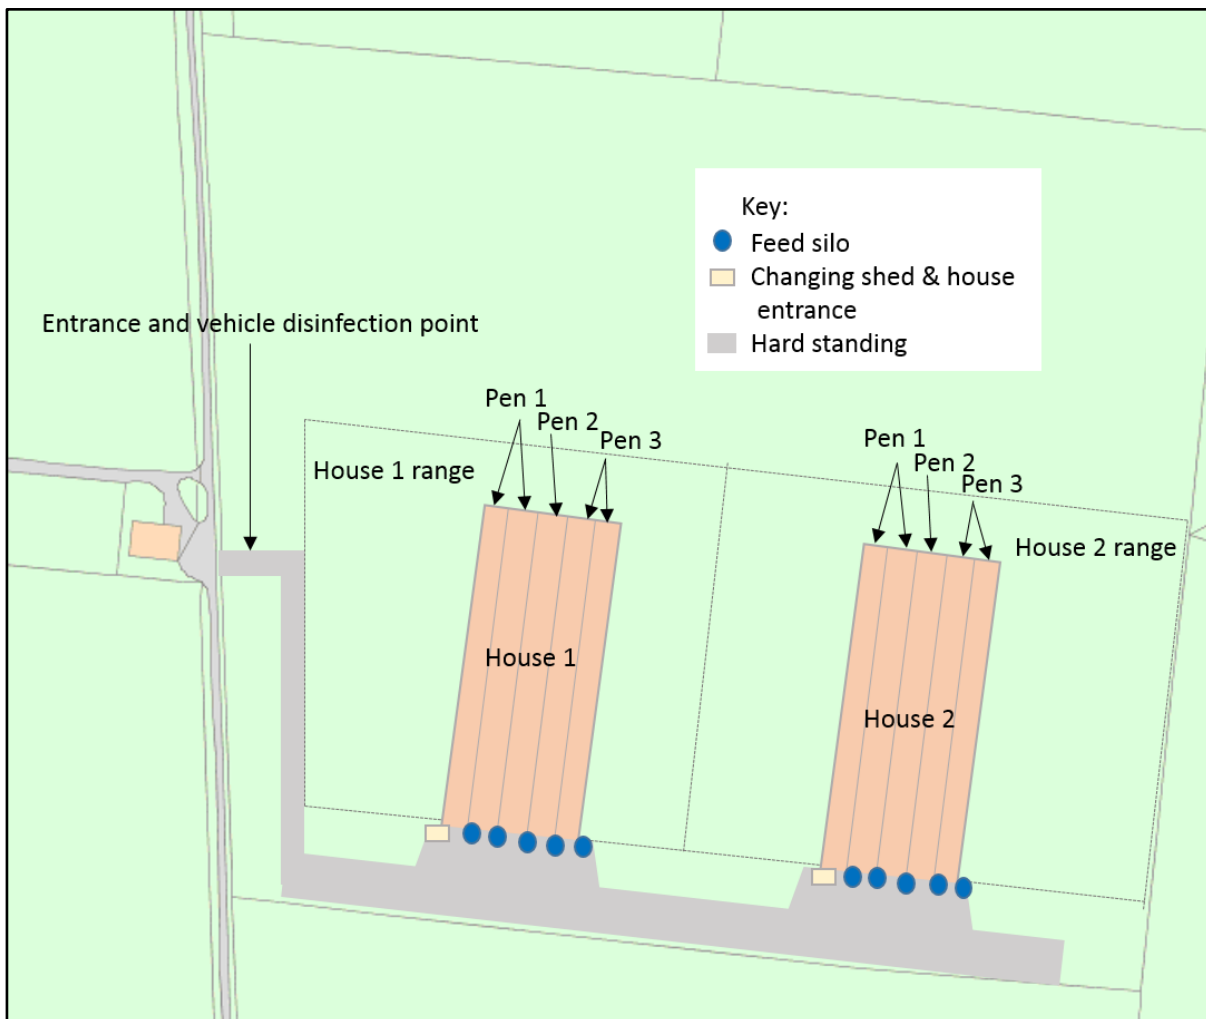 Key:
Feed silo
Changing shed & house
entrance
Hard standing
Entrance and vehicle disinfection point
Pen 1
Pen 2
Pen 3
House 1 range
Pen 1
Pen 2
Pen 3
House 2 range
House 1
House 2